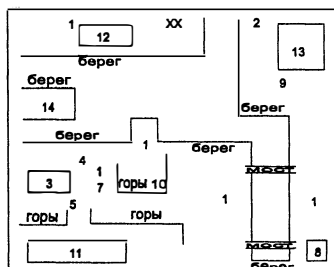 1 XX 2
12
13
берег
9
берег
14
берег
берег 1 берег
4 1
3 7 горы 10
мост
1 1
5
горы горы
мост
11 8
берег